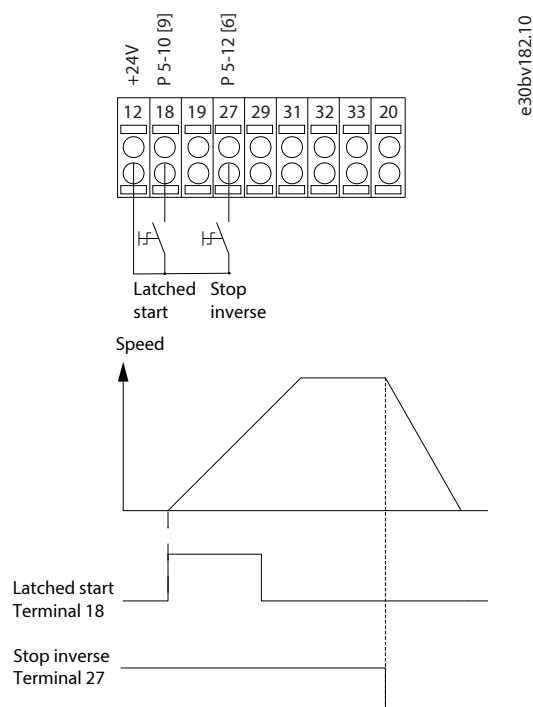 +24V
P 5-10 [9]
P 5-12 [6]
e30bv182.10
12 18 19 27 29 31 32 33 20
Latched start
Stop inverse
Speed
Latched start
Terminal 18
Stop inverse
Terminal 27